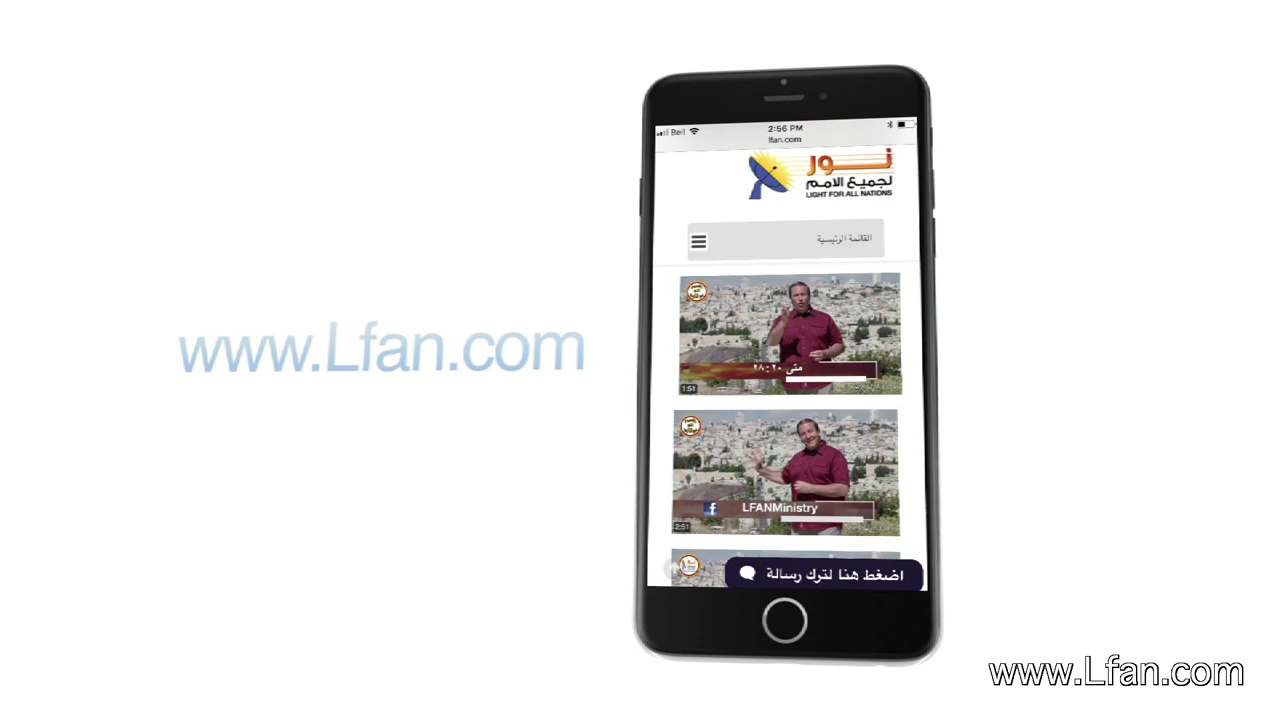 www.Lfan.com
Bell
2:56 PM
lfan.com
نور
لجميع الامم
LIGHT FOR ALL NATIONS
القائمة الرئيسية
متى ٢٠:٢٨
1:51
LFANMinistry
2:51
اضغط هنا لترك رسالة
www.Lfan.com